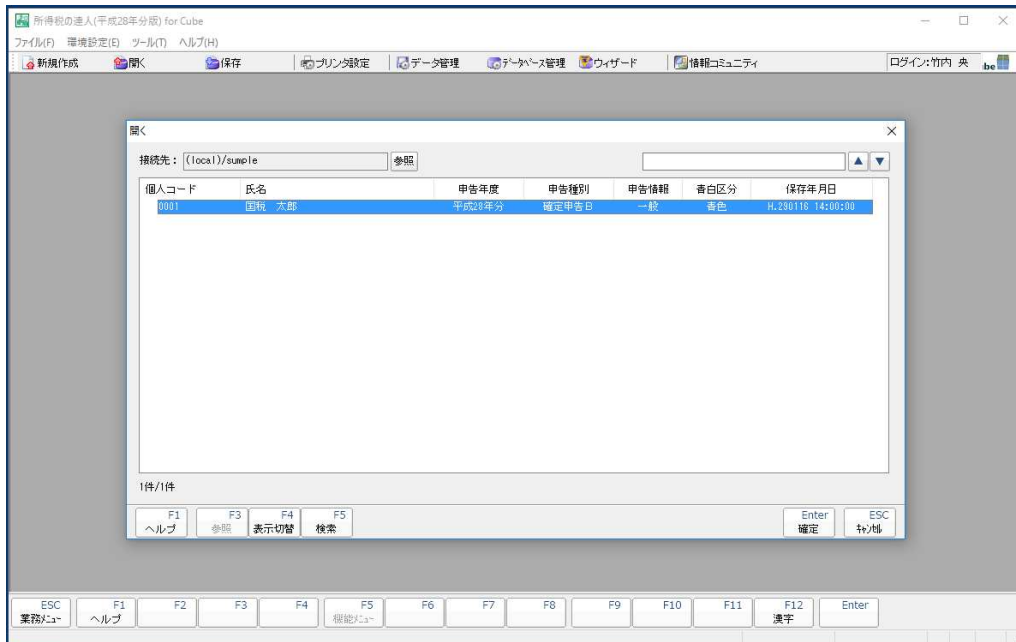 所得税の達人(平成28年分版) for Cube
ファイル(F) 環境設定(E) ツール(T) ヘルプ(H)
新規作成 開く 保存 プリンタ設定 データ管理 データベース管理 ウィザード 情報コミュニティ ログイン:竹内 央 be
開く
接続先: (local)/sumple 参照
個人コード 氏名 申告年度 申告種別 申告情報 青白区分 保存年月日
0001 国税 太郎 平成28年分 確定申告B 一般 青色 H.290118 14:00:00
1件/1件
F1 F3 F4 F5 Enter ESC
ヘルプ 参照 表示切替 検索 確定 キャンセル
ESC F1 F2 F3 F4 F5 F6 F7 F8 F9 F10 F11 F12 Enter
業務メニュー ヘルプ 機能メニュー 漢字